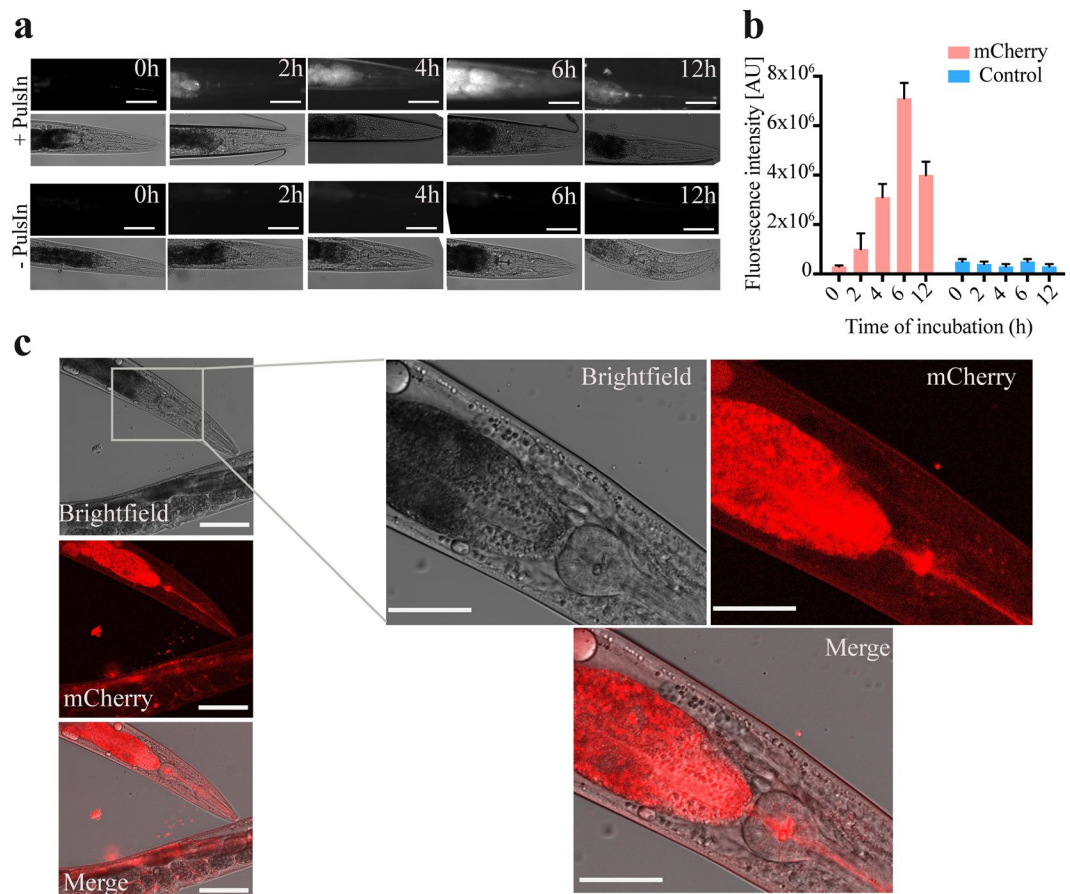 a
0h 2h 4h 6h 12h
+ PulsIn
0h 2h 4h 6h 12h
- PulsIn
b
mCherry
Control
Fluorescence intensity [AU]
8x10⁶
6x10⁶
4x10⁶
2x10⁶
0
0 2 4 6 12 0 2 4 6 12
Time of incubation (h)
c
Brightfield
mCherry
Merge
Brightfield
mCherry
Merge